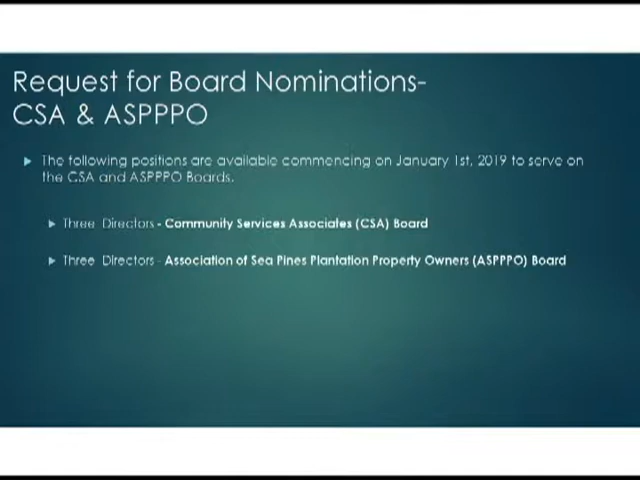 Request for Board Nominations-
CSA & ASPPPO
The following positions are available commencing on January 1st, 2019 to serve on
the CSA and ASPPPO Boards.
Three Directors - Community Services Associates (CSA) Board
Three Directors - Association of Sea Pines Plantation Property Owners (ASPPPO) Board